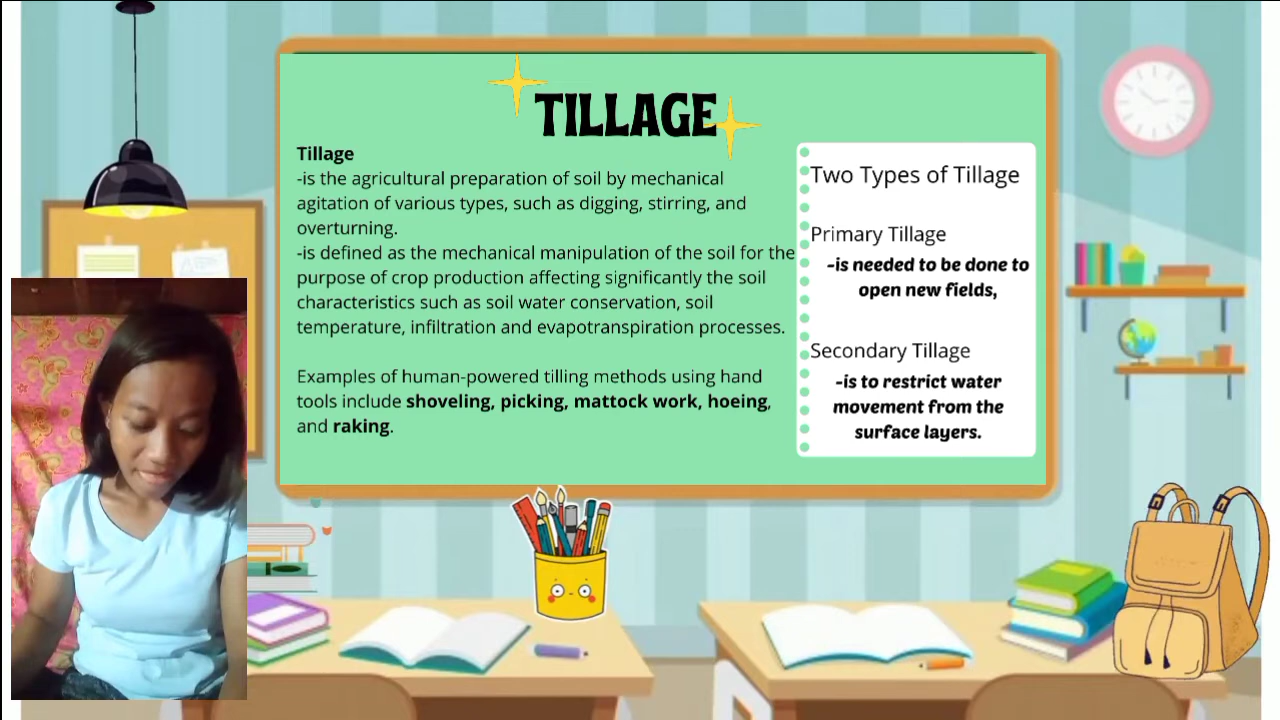 TILLAGE
Tillage
-is the agricultural preparation of soil by mechanical
agitation of various types, such as digging, stirring, and
overturning.
-is defined as the mechanical manipulation of the soil for the
purpose of crop production affecting significantly the soil
characteristics such as soil water conservation, soil
temperature, infiltration and evapotranspiration processes.
Examples of human-powered tilling methods using hand
tools include shoveling, picking, mattock work, hoeing,
and raking.
Two Types of Tillage
Primary Tillage
-is needed to be done to
open new fields,
Secondary Tillage
-is to restrict water
movement from the
surface layers.